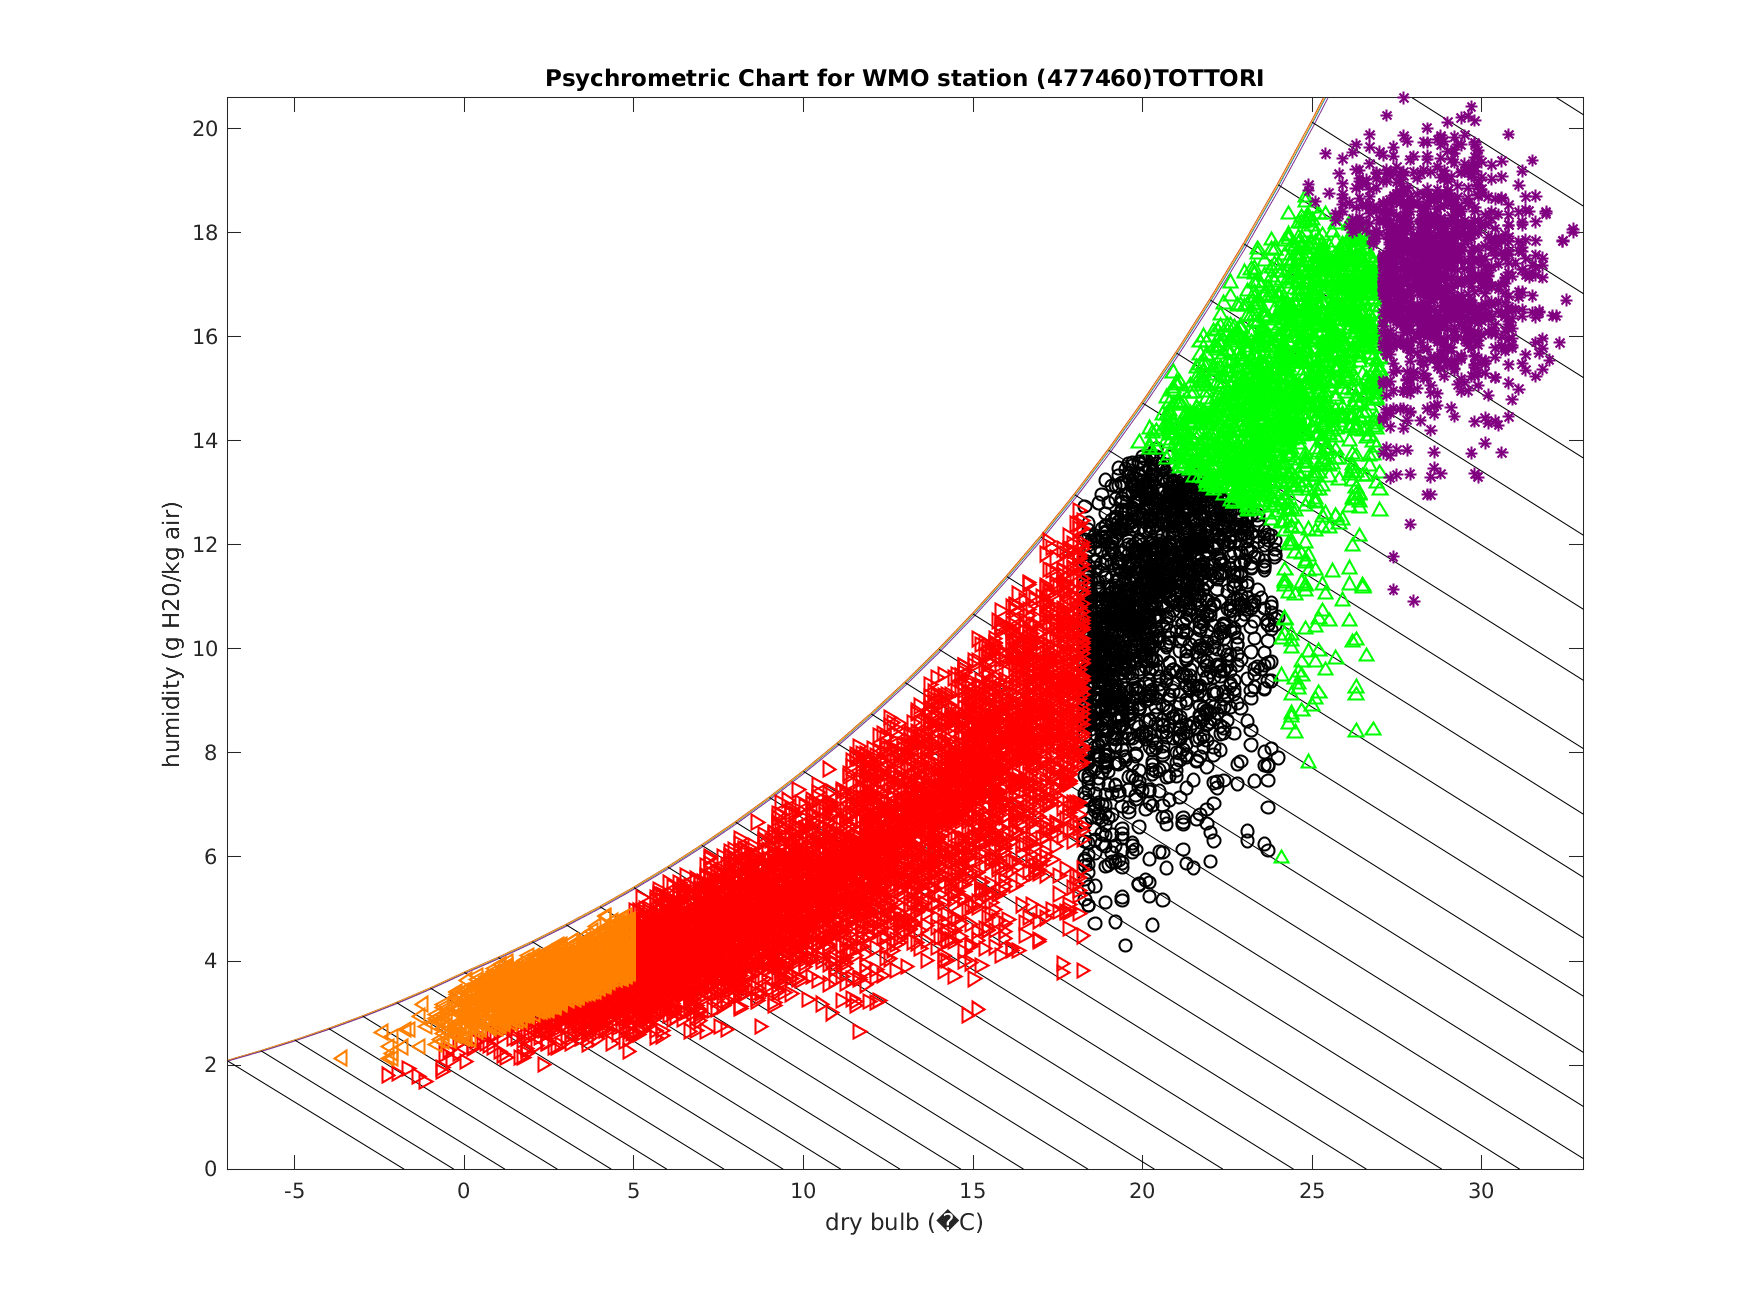 Psychrometric Chart for WMO station (477460)TOTTORI
20
18
16
14
12
10
8
6
4
2
0
humidity (g H20/kg air)
-5 0 5 10 15 20 25 30
dry bulb (�C)